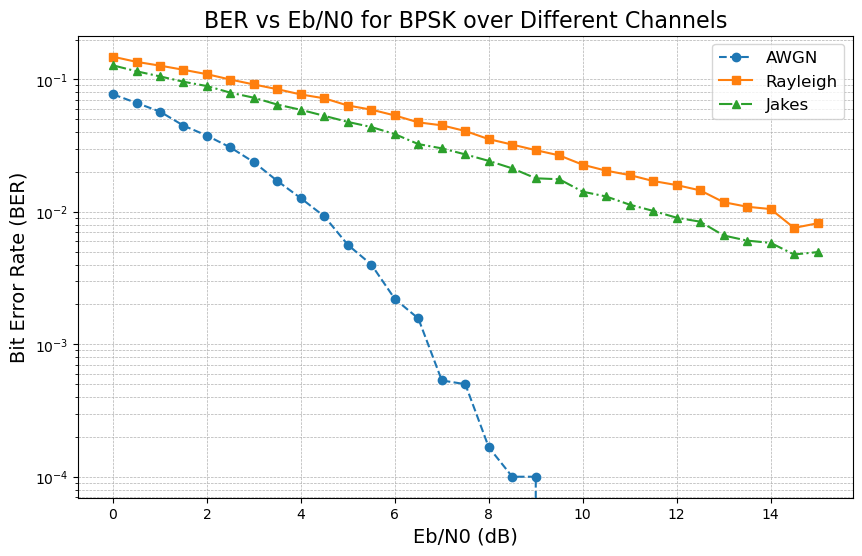 BER vs Eb/N0 for BPSK over Different Channels
AWGN
Rayleigh
Jakes
Bit Error Rate (BER)
10⁻¹
10⁻²
10⁻³
10⁻⁴
0 2 4 6 8 10 12 14
Eb/N0 (dB)